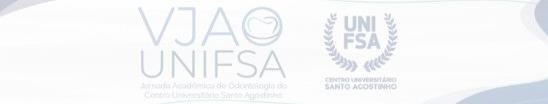 VJAO
UNIFSA
Jornada Acadêmica de Odontologia do
Centro Universitário Santo Agostinho
UNI
FSA
CENTRO UNIVERSITÁRIO
SANTO AGOSTINHO